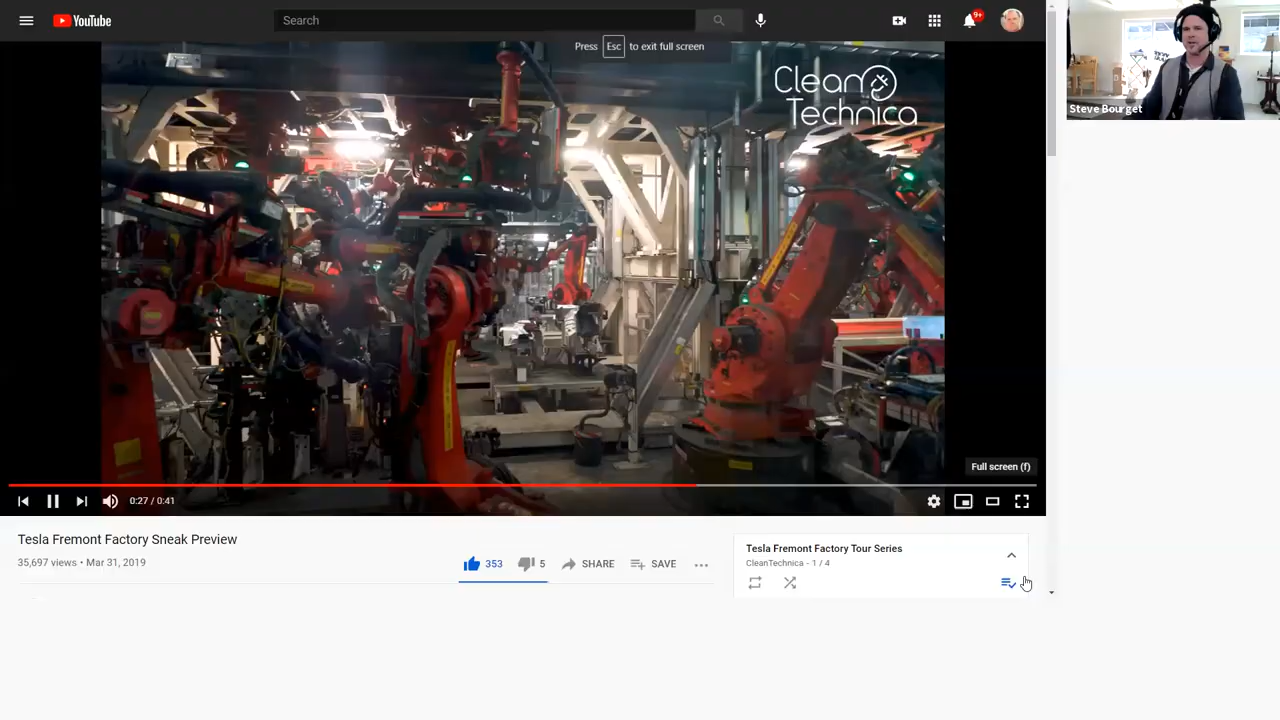 YouTube
Search
9+
Press Esc to exit full screen
Clean
Technica
Steve Bourget
Full screen (f)
0:27 / 0:41
Tesla Fremont Factory Sneak Preview
35,697 views • Mar 31, 2019
353
5
SHARE
SAVE
Tesla Fremont Factory Tour Series
CleanTechnica - 1 / 4